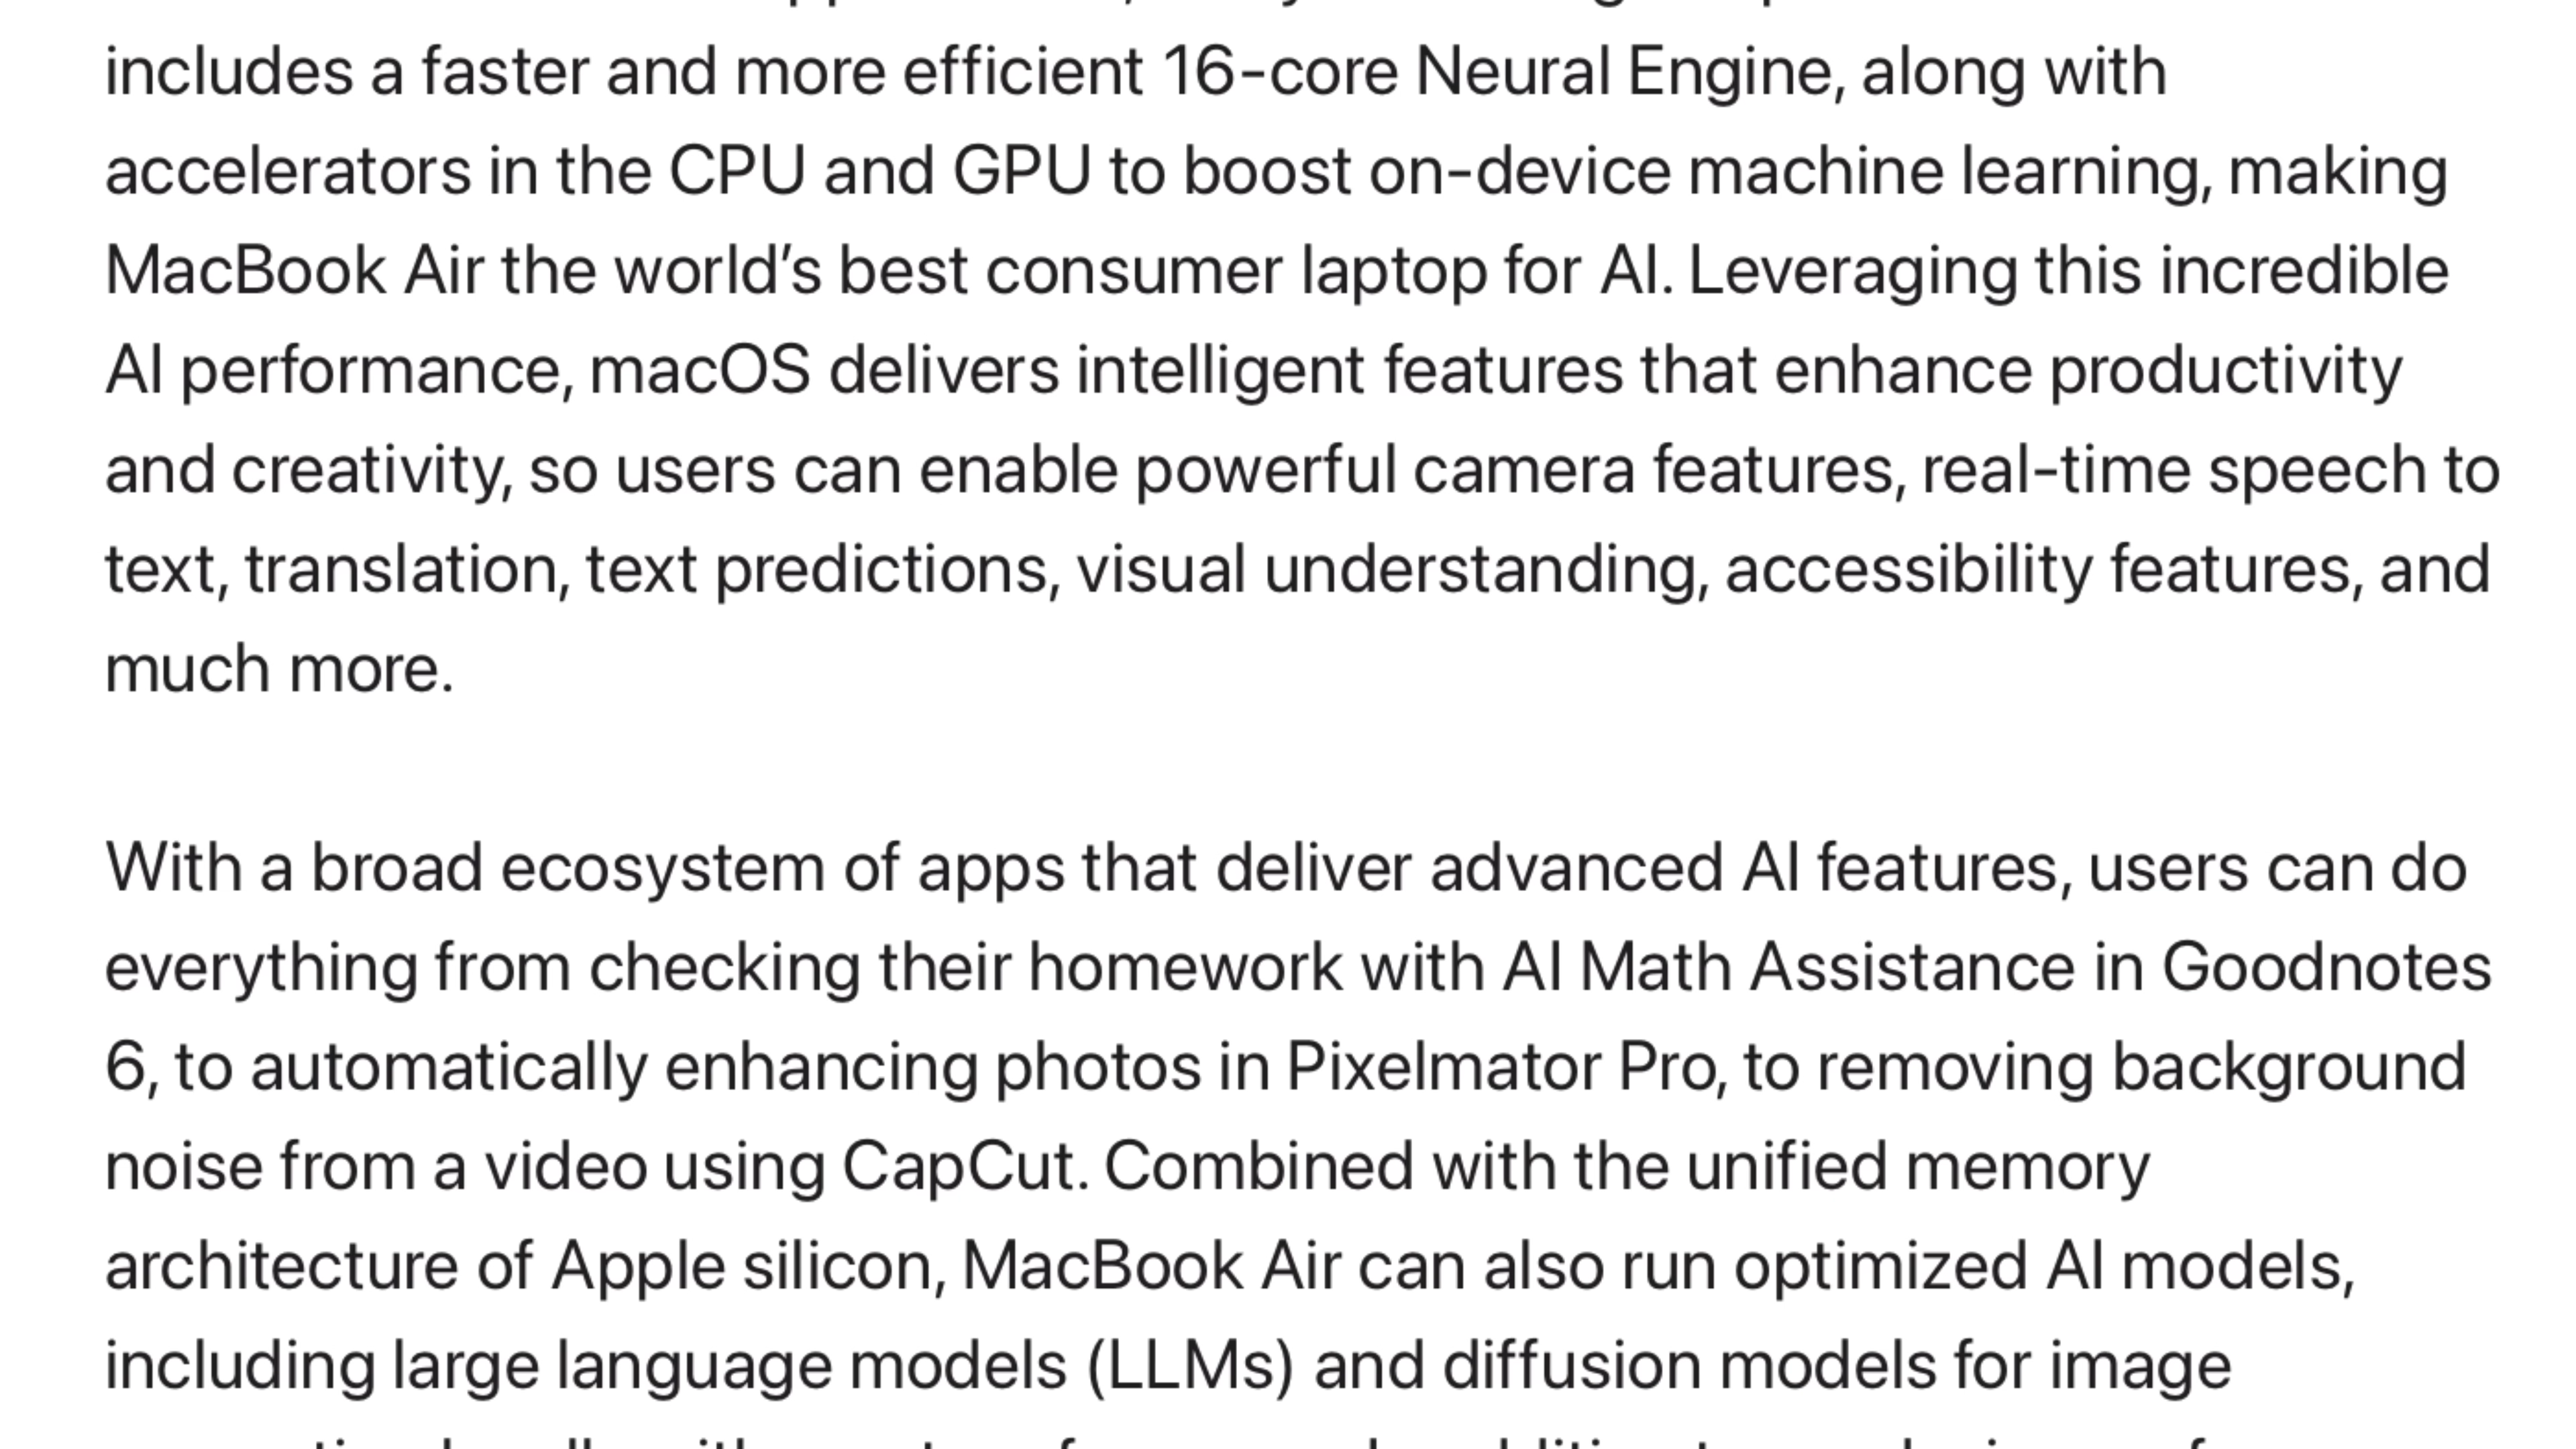 includes a faster and more efficient 16-core Neural Engine, along with
accelerators in the CPU and GPU to boost on-device machine learning, making
MacBook Air the world’s best consumer laptop for AI. Leveraging this incredible
AI performance, macOS delivers intelligent features that enhance productivity
and creativity, so users can enable powerful camera features, real-time speech to
text, translation, text predictions, visual understanding, accessibility features, and
much more.
With a broad ecosystem of apps that deliver advanced AI features, users can do
everything from checking their homework with AI Math Assistance in Goodnotes
6, to automatically enhancing photos in Pixelmator Pro, to removing background
noise from a video using CapCut. Combined with the unified memory
architecture of Apple silicon, MacBook Air can also run optimized AI models,
including large language models (LLMs) and diffusion models for image